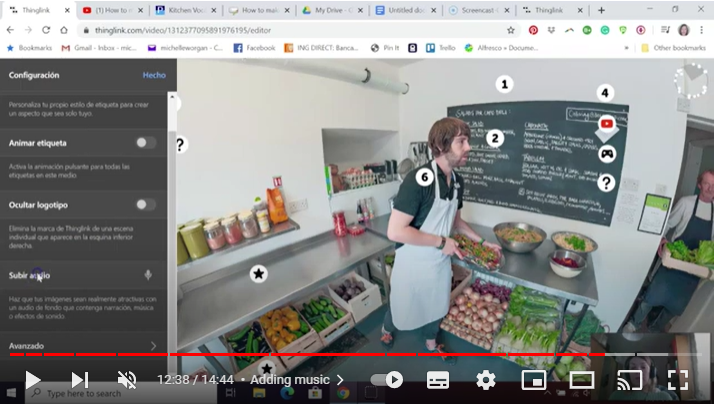 Thinglink
(1) How to m
Kitchen Voc
How to mak
My Drive -
Untitled doc
Screencast
Thinglink
thinglink.com/video/1312377095891976195/editor
Bookmarks
Gmail - Inbox - mic...
michelleworgan - C...
Facebook
ING DIRECT: Banca...
Pin It
Trello
Alfresco + Docume...
»
Other bookmarks
Configuración
Hecho
Personaliza tu propio estilo de etiqueta para crear
un aspecto que sea solo tuyo.
Animar etiqueta
Activa la animación pulsante para todas las
etiquetas en este medio
Ocultar logotipo
Elimina la marca de Thinglink de una escena
individual que aparece en la esquina inferior
derecha.
Subir audio
Haz que tus imágenes sean realmente atractivas con
un audio de fondo que contenga narración, música
o efectos de sonido.
Avanzado
?
1
4
2
6
?
12:38 / 14:44 • Adding music
Type here to search